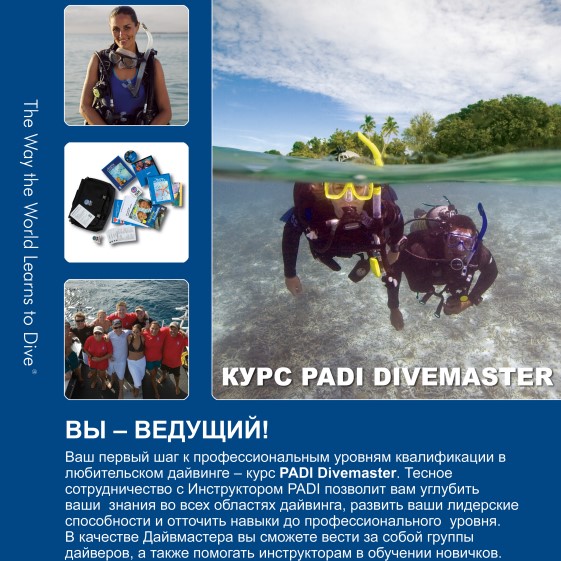 The Way the World Learns to Dive®
КУРС PADI DIVEMASTER
ВЫ – ВЕДУЩИЙ!
Ваш первый шаг к профессиональным уровням квалификации в
любительском дайвинге – курс PADI Divemaster. Тесное
сотрудничество с Инструктором PADI позволит вам углубить
ваши  знания во всех областях дайвинга, развить ваши лидерские
способности и отточить навыки до профессионального  уровня.
В качестве Дайвмастера вы сможете вести за собой группы
дайверов, а также помогать инструкторам в обучении новичков.